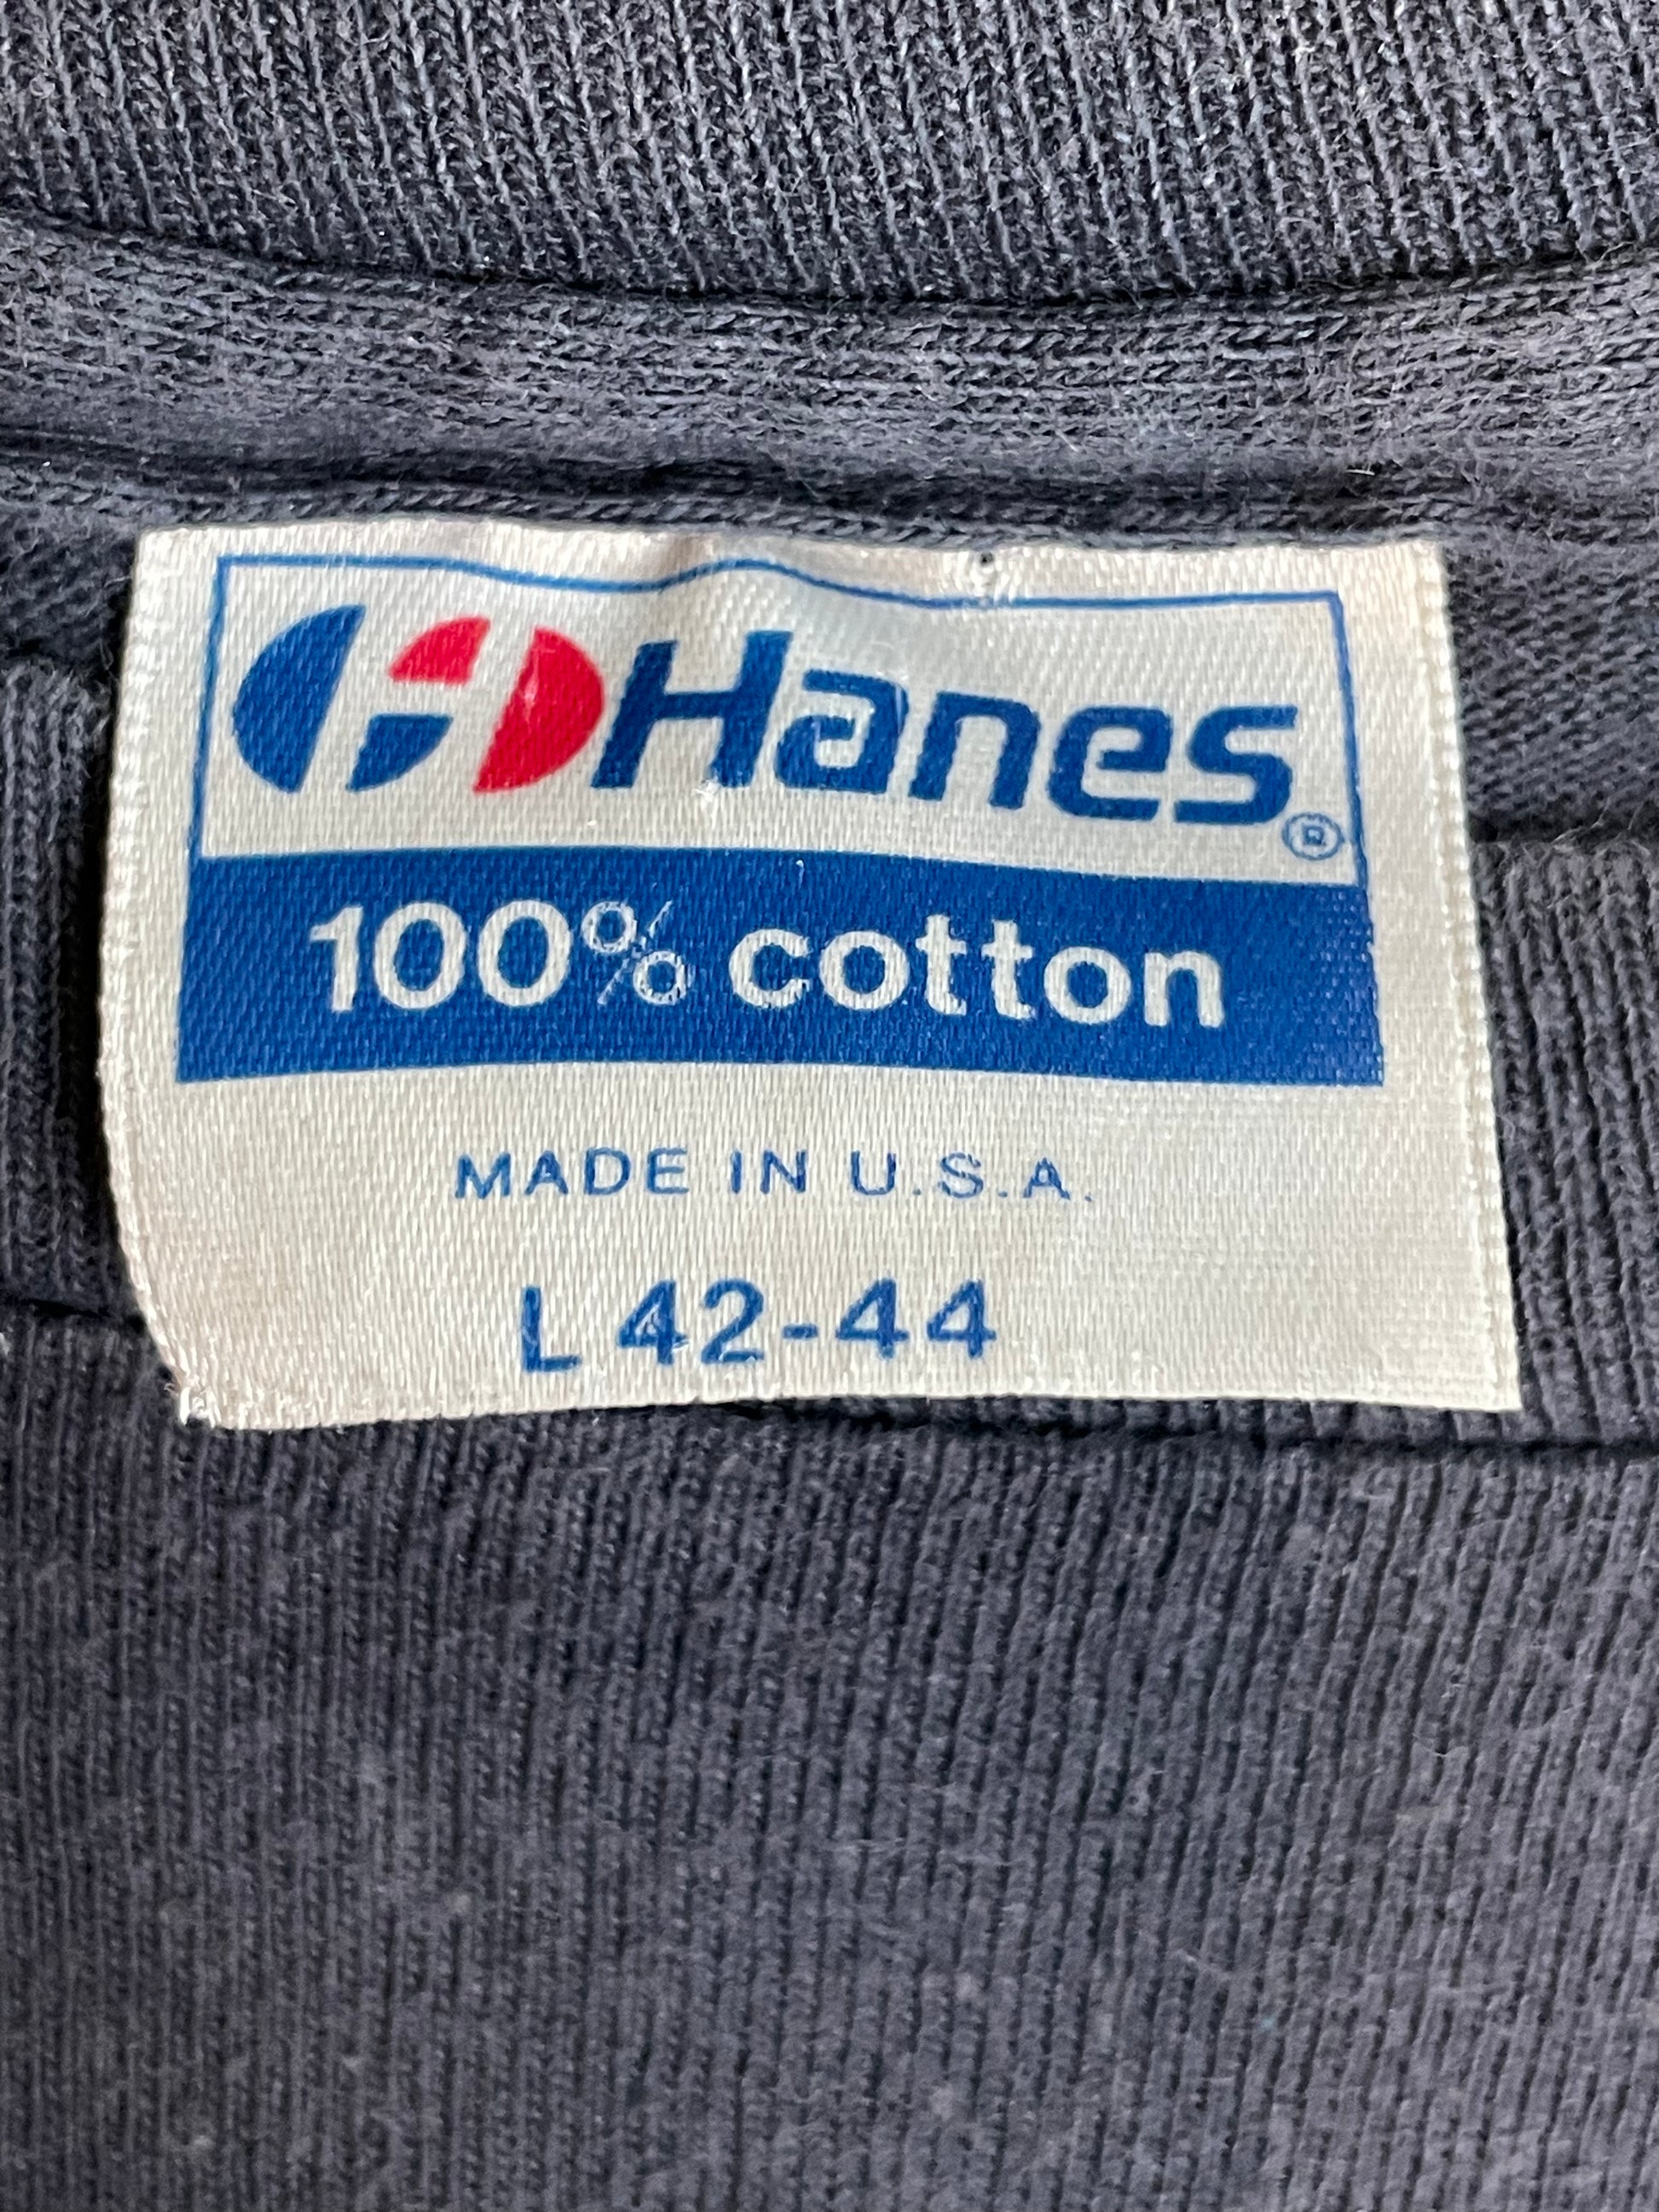 Hanes®
100% cotton
MADE IN U.S.A.
L 42-44